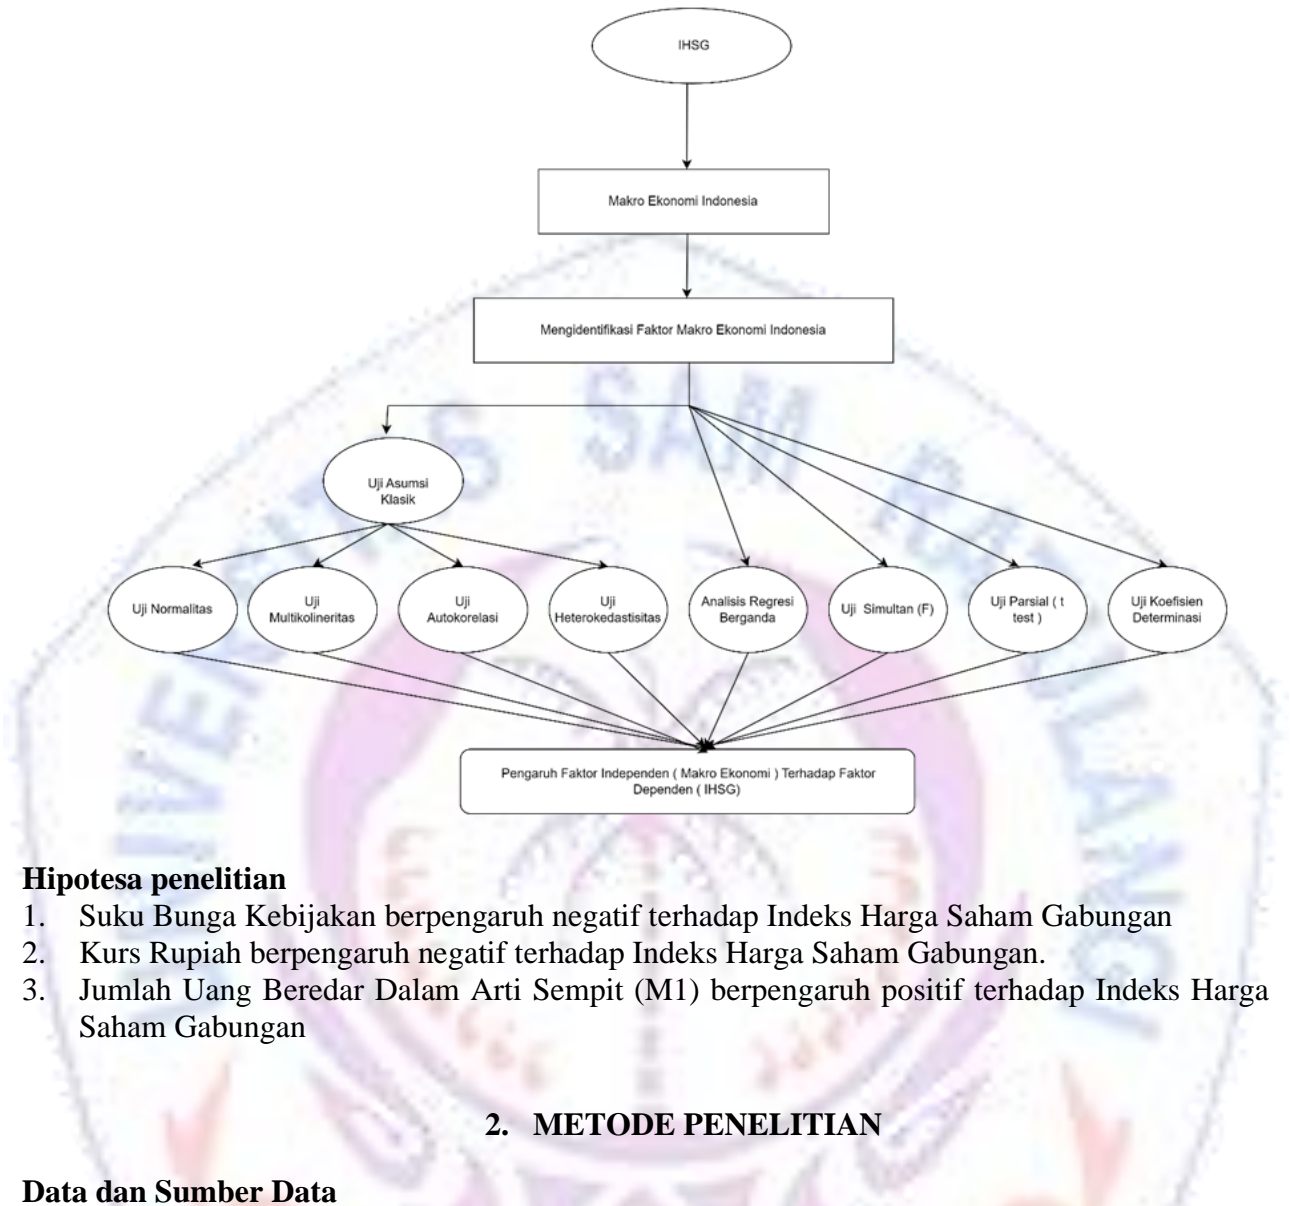 IHSG
Makro Ekonomi Indonesia
Mengidentifikasi Faktor Makro Ekonomi Indonesia
Uji Asumsi
Klasik
Uji Normalitas
Uji
Multikolineritas
Uji
Autokorelasi
Uji
Heterokedastisitas
Analisis Regresi
Berganda
Uji Simultan (F)
Uji Parsial ( t
test )
Uji Koefisien
Determinasi
Pengaruh Faktor Independen ( Makro Ekonomi ) Terhadap Faktor
Dependen ( IHSG)
Hipotesa penelitian
1. Suku Bunga Kebijakan berpengaruh negatif terhadap Indeks Harga Saham Gabungan
2. Kurs Rupiah berpengaruh negatif terhadap Indeks Harga Saham Gabungan.
3. Jumlah Uang Beredar Dalam Arti Sempit (M1) berpengaruh positif terhadap Indeks Harga
Saham Gabungan
2. METODE PENELITIAN
Data dan Sumber Data
UNIVERSITAS SAM RATULANGI